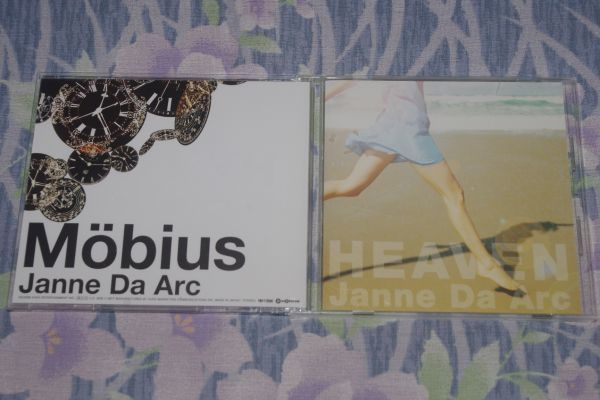 Möbius
Janne Da Arc
HEAVEN
Janne Da Arc